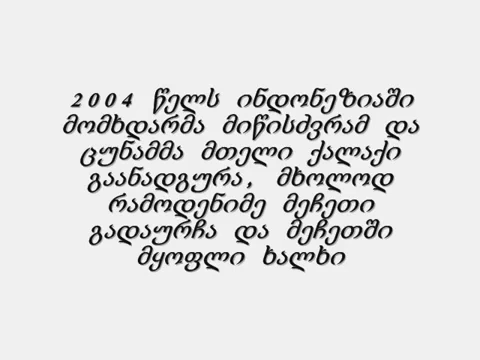 2004 წელს ინდონეზიაში
მომხდარმა მიწისძვრამ და
ცუნამმა მთელი ქალაქი
გაანადგურა, მხოლოდ
რამოდენიმე მეჩეთი
გადაურჩა და მეჩეთში
მყოფლი ხალხი